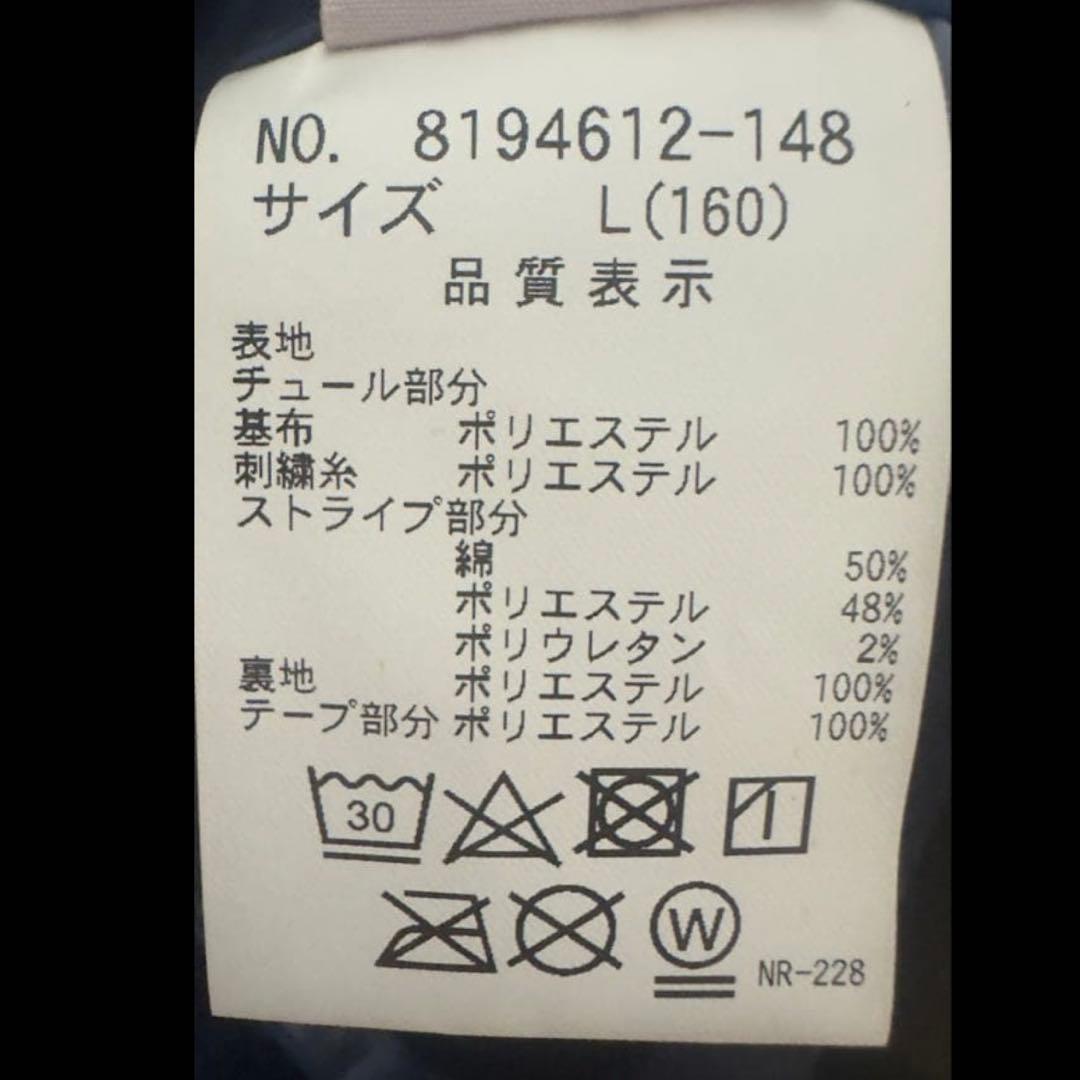 NO. 8194612-148
サイズ L(160)
品質表示
表地
チュール部分
基布 ポリエステル 100%
刺繍糸 ポリエステル 100%
ストライプ部分
綿 50%
ポリエステル 48%
ポリウレタン 2%
裏地 ポリエステル 100%
テープ部分 ポリエステル 100%
30
W
NR-228